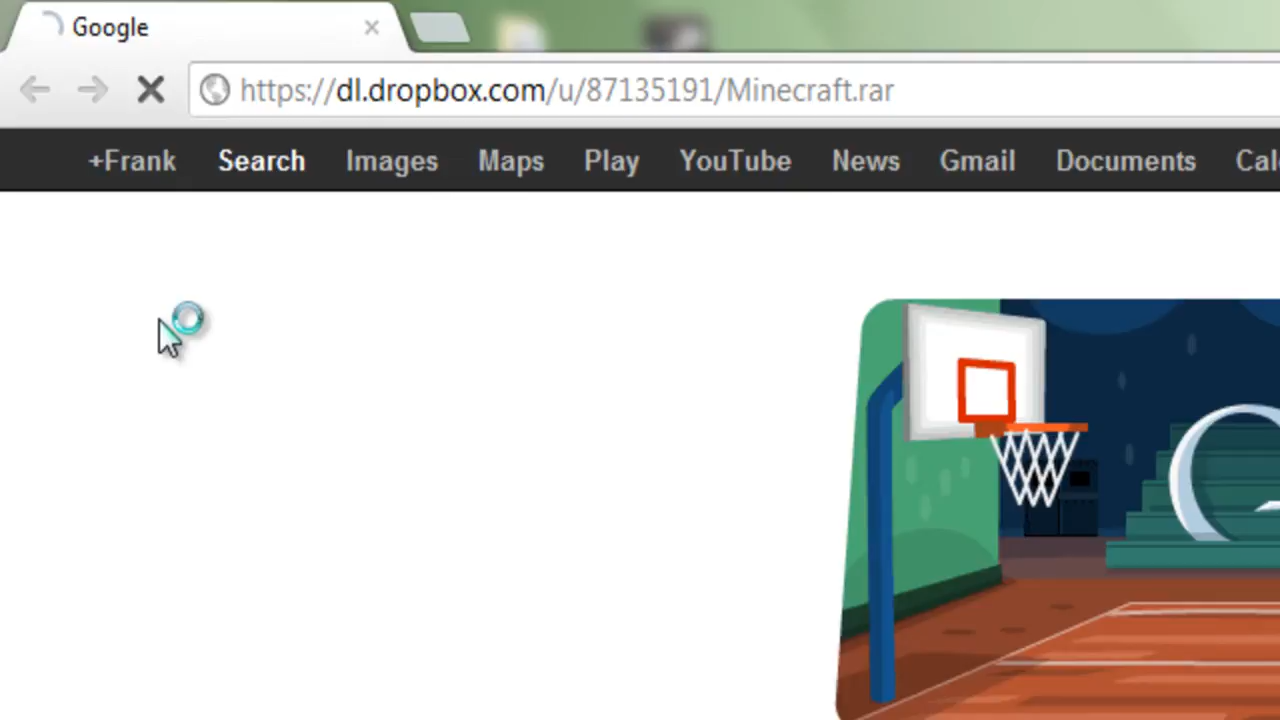 Google
https://dl.dropbox.com/u/87135191/Minecraft.rar
+Frank Search Images Maps Play YouTube News Gmail Documents
G